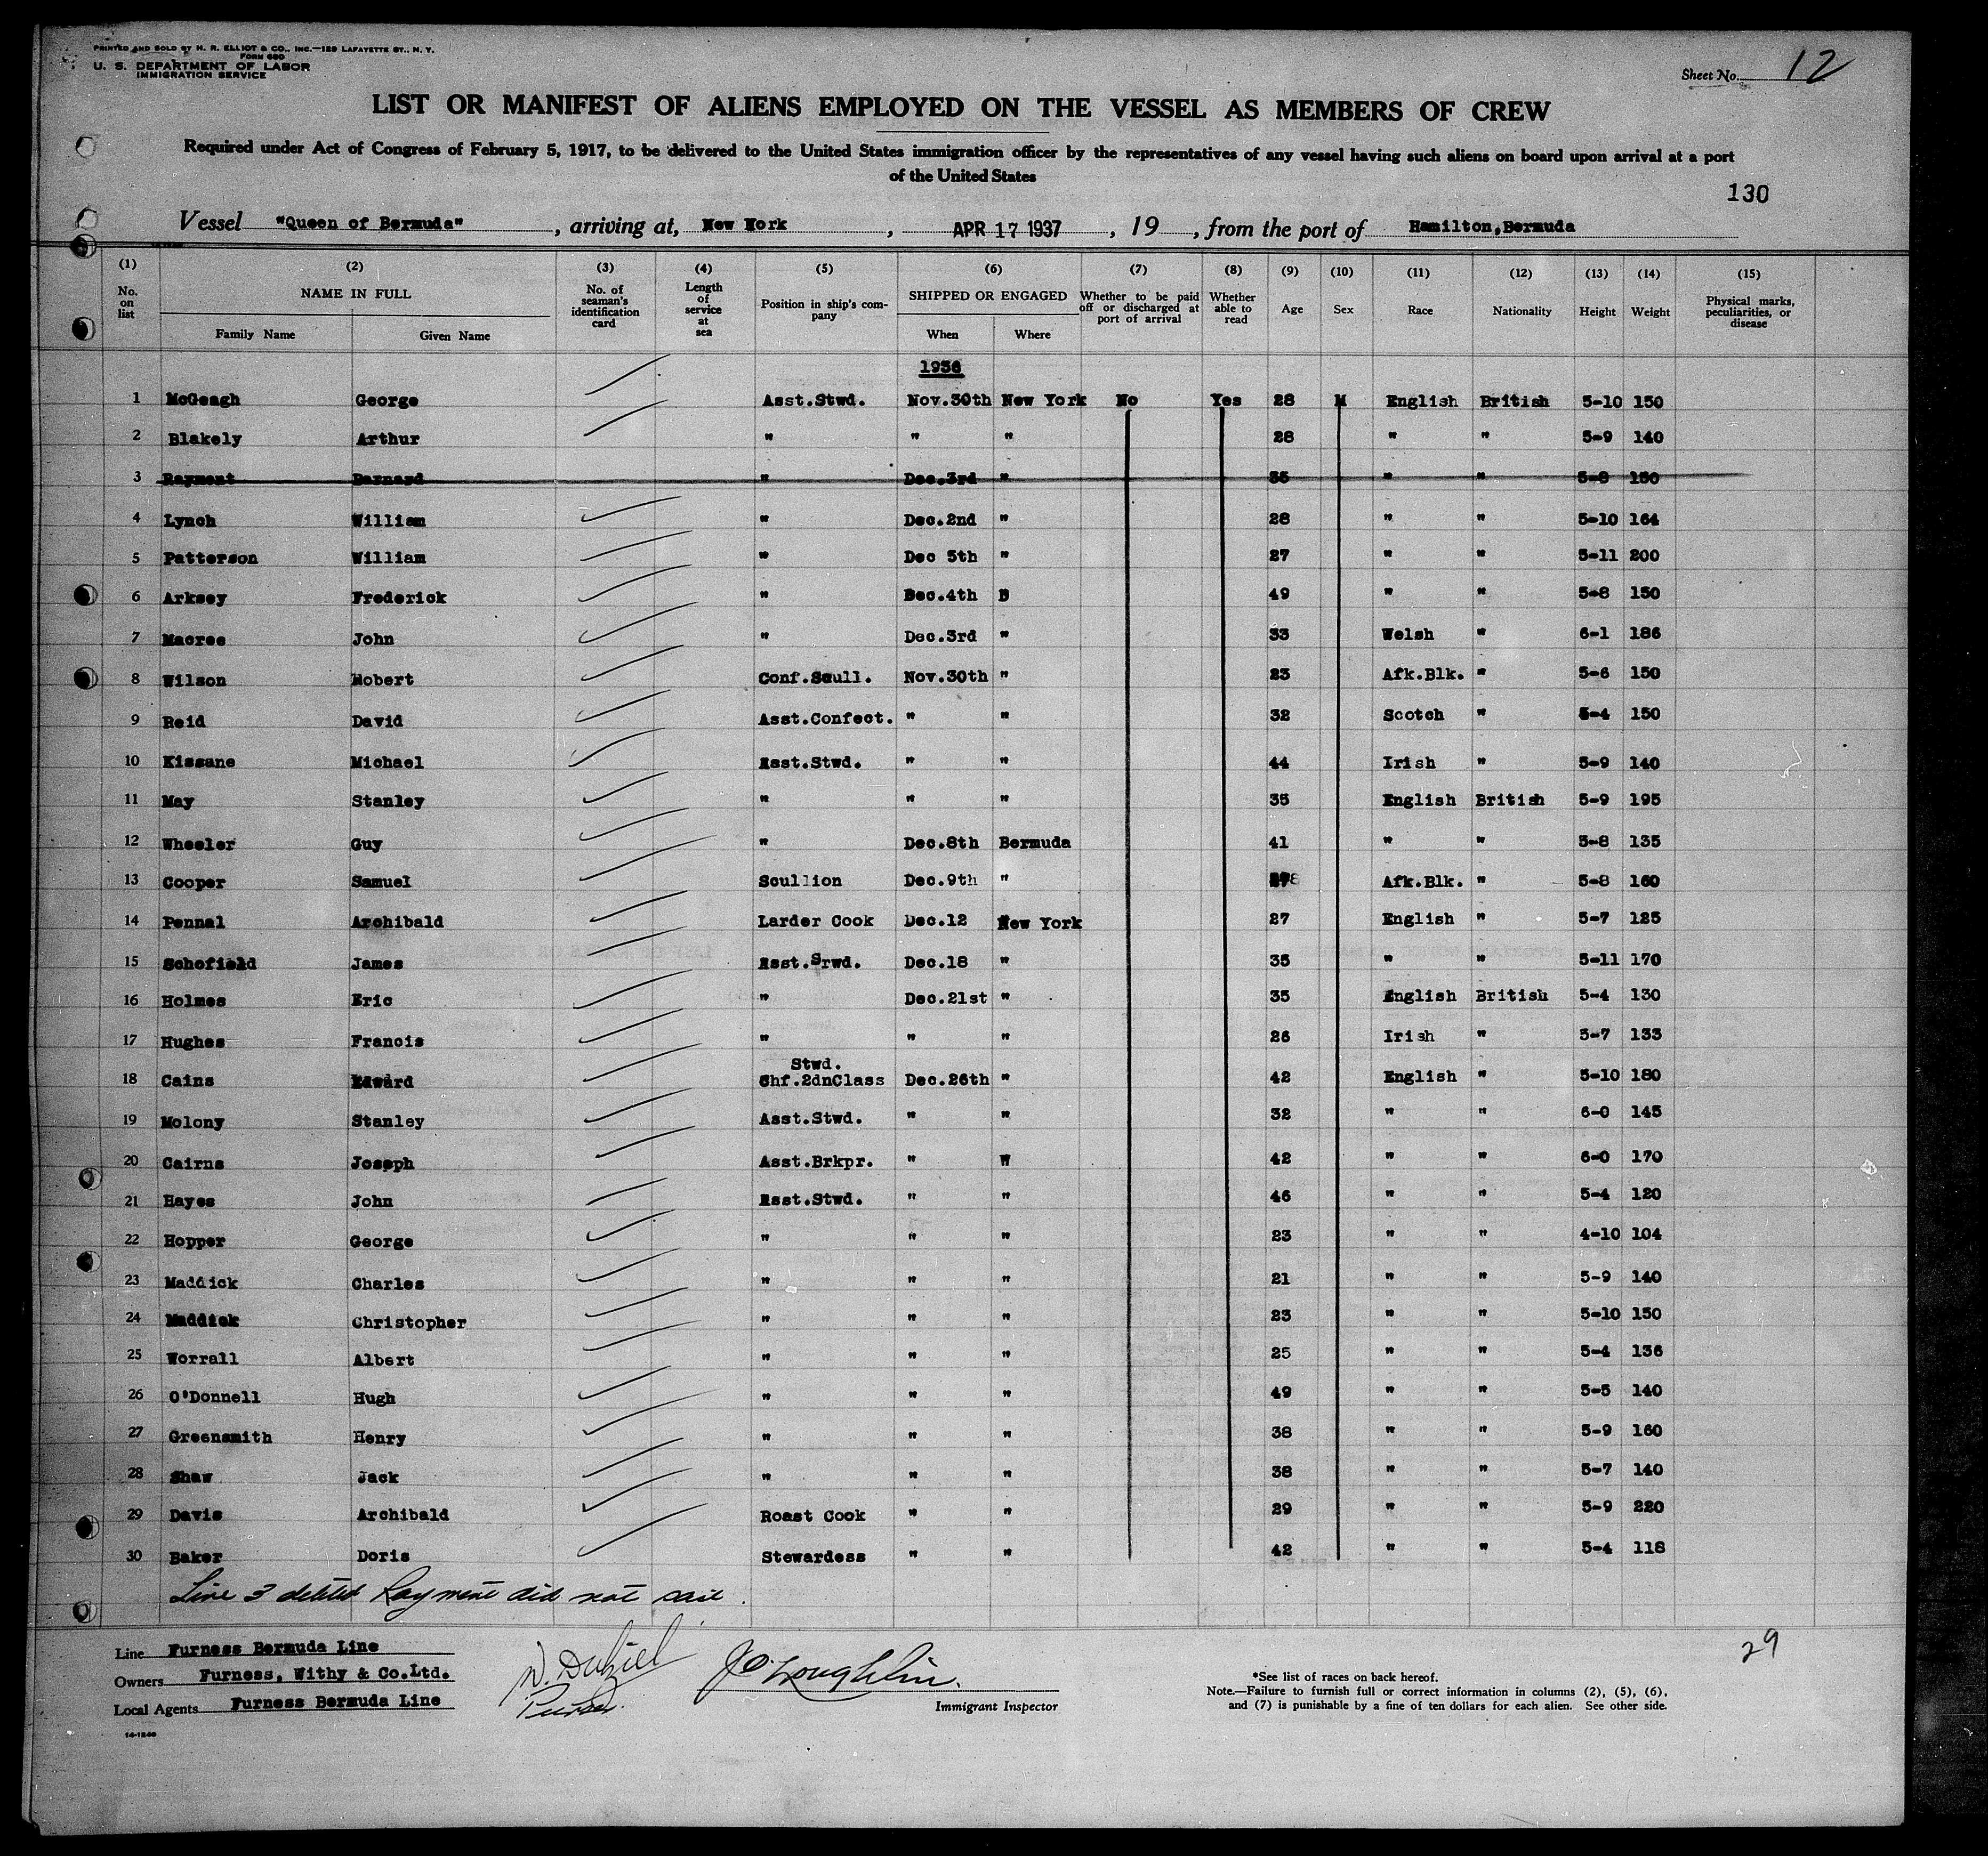 PRINTED AND SOLD BY H. R. ELLIOT & CO., INC.—129 LAFAYETTE ST., N. Y.
FORM 680
U. S. DEPARTMENT OF LABOR
IMMIGRATION SERVICE
Sheet No. 12
LIST OR MANIFEST OF ALIENS EMPLOYED ON THE VESSEL AS MEMBERS OF CREW
Required under Act of Congress of February 5, 1917, to be delivered to the United States immigration officer by the representatives of any vessel having such aliens on board upon arrival at a port
of the United States
130
Vessel "Queen of Bermuda" , arriving at, New York , APR 17 1937 , 19 , from the port of Hamilton,Bermuda
(1) (2) (3) (4) (5) (6) (7) (8) (9) (10) (11) (12) (13) (14) (15)
No. on list NAME IN FULL Family Name Given Name No. of seaman's identification card Length of service at sea Position in ship's company SHIPPED OR ENGAGED When Where Whether to be paid off or discharged at port of arrival Whether able to read Age Sex Race Nationality Height Weight Physical marks, peculiarities, or disease
1936
1 McGeagh George Asst.Stwd. Nov.30th New York No Yes 28 M English British 5-10 150
2 Blakely Arthur " " " 28 " " 5-9 140
3 Rayment Barnard " Dec.3rd " 35 " " 5-8 150
4 Lynch William " Dec.2nd " 28 " " 5-10 164
5 Patterson William " Dec 5th " 27 " " 5-11 200
6 Arksey Frederick " Dec.4th " 49 " " 5-8 150
7 Macree John " Dec.3rd " 33 Welsh " 6-1 186
8 Wilson Robert Conf.Scull. Nov.30th " 23 Afk.Blk. " 5-6 150
9 Reid David Asst.Confect. " " 32 Scotch " 5-4 150
10 Kissane Michael Asst.Stwd. " " 44 Irish " 5-9 140
11 May Stanley " " " 35 English British 5-9 195
12 Wheeler Guy " Dec.8th Bermuda 41 " " 5-8 135
13 Cooper Samuel Scullion Dec.9th " Afk.Blk. " 5-8 160
14 Pennal Archibald Larder Cook Dec.12 New York 27 English " 5-7 125
15 Schofield James Asst.Srwd. Dec.18 " 35 " " 5-11 170
16 Holmes Eric " Dec.21st " 35 English British 5-4 130
17 Hughes Francis " " " 26 Irish " 5-7 133
18 Cains Edward Stwd. Chf.2dnClass Dec.26th " 42 English " 5-10 180
19 Molony Stanley Asst.Stwd. " " 32 " " 6-0 145
20 Cairns Joseph Asst.Brkpr. " " 42 " " 6-0 170
21 Hayes John Asst.Stwd. " " 46 " " 5-4 120
22 Hopper George " " " 23 " " 4-10 104
23 Maddick Charles " " " 21 " " 5-9 140
24 Maddick Christopher " " " 23 " " 5-10 150
25 Worrall Albert " " " 25 " " 5-4 136
26 O'Donnell Hugh " " " 49 " " 5-5 140
27 Greensmith Henry " " " 38 " " 5-9 160
28 Shaw Jack " " " 38 " " 5-7 140
29 Davis Archibald Roast Cook " " 29 " " 5-9 220
30 Baker Doris Stewardess " " 42 " " 5-4 118
Line 3 deleted Rayment did not sail.
29
Line Furness Bermuda Line
Owners Furness, Withy & Co.Ltd.
Local Agents Furness Bermuda Line
Purser
Immigrant Inspector
*See list of races on back hereof.
Note.—Failure to furnish full or correct information in columns (2), (5), (6),
and (7) is punishable by a fine of ten dollars for each alien. See other side.
14-1240